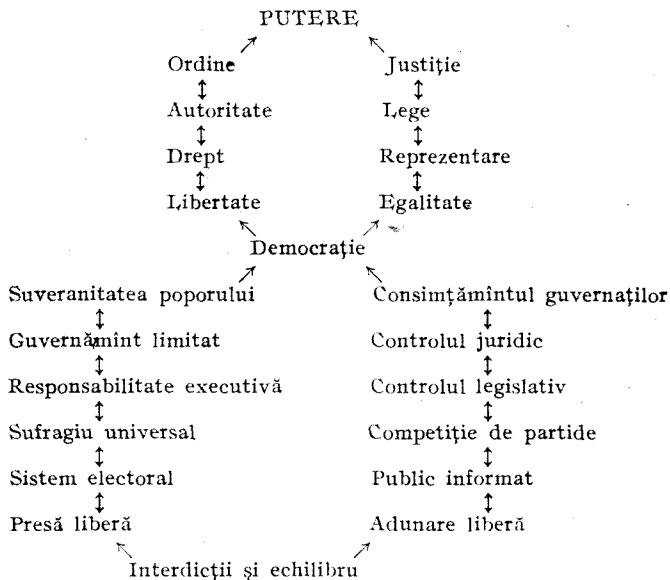 PUTERE
Ordine Justiție
Autoritate Lege
Drept Reprezentare
Libertate Egalitate
Democrație
Suveranitatea poporului Consimțămîntul guvernaților
Guvernămînt limitat Controlul juridic
Responsabilitate executivă Controlul legislativ
Sufragiu universal Competiție de partide
Sistem electoral Public informat
Presă liberă Adunare liberă
Interdicții și echilibru